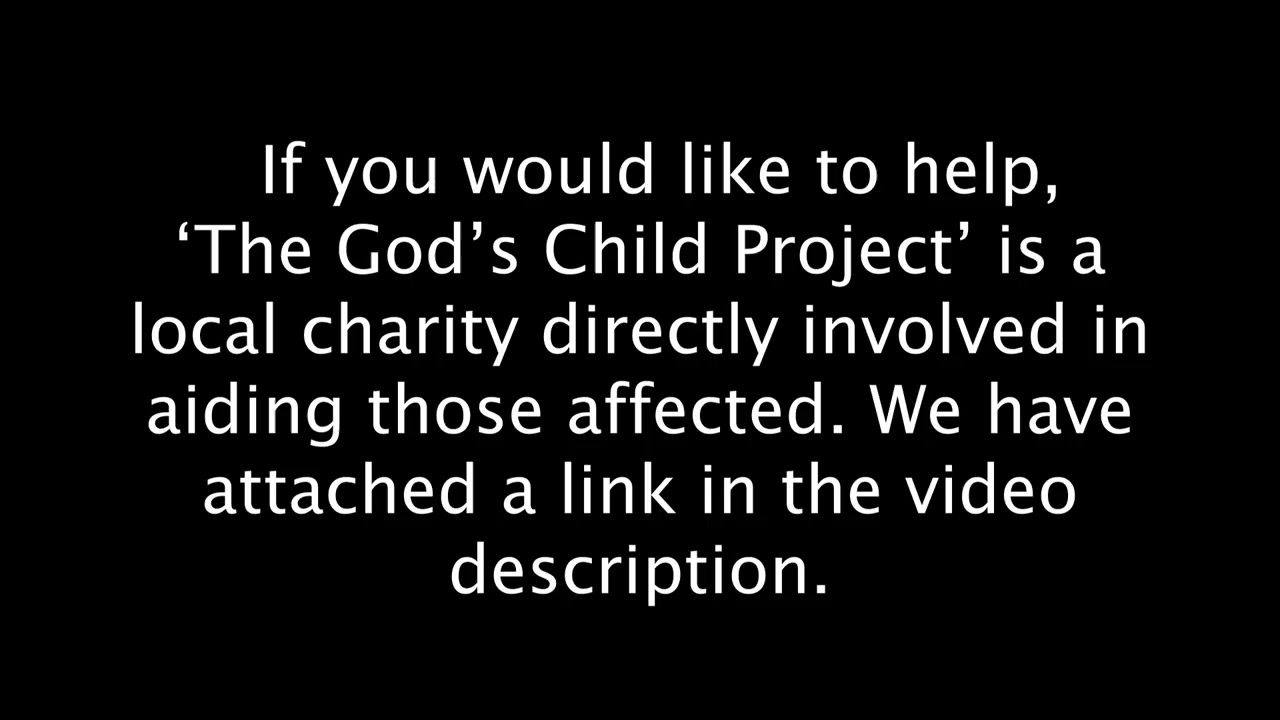 If you would like to help,
‘The God’s Child Project’ is a
local charity directly involved in
aiding those affected. We have
attached a link in the video
description.